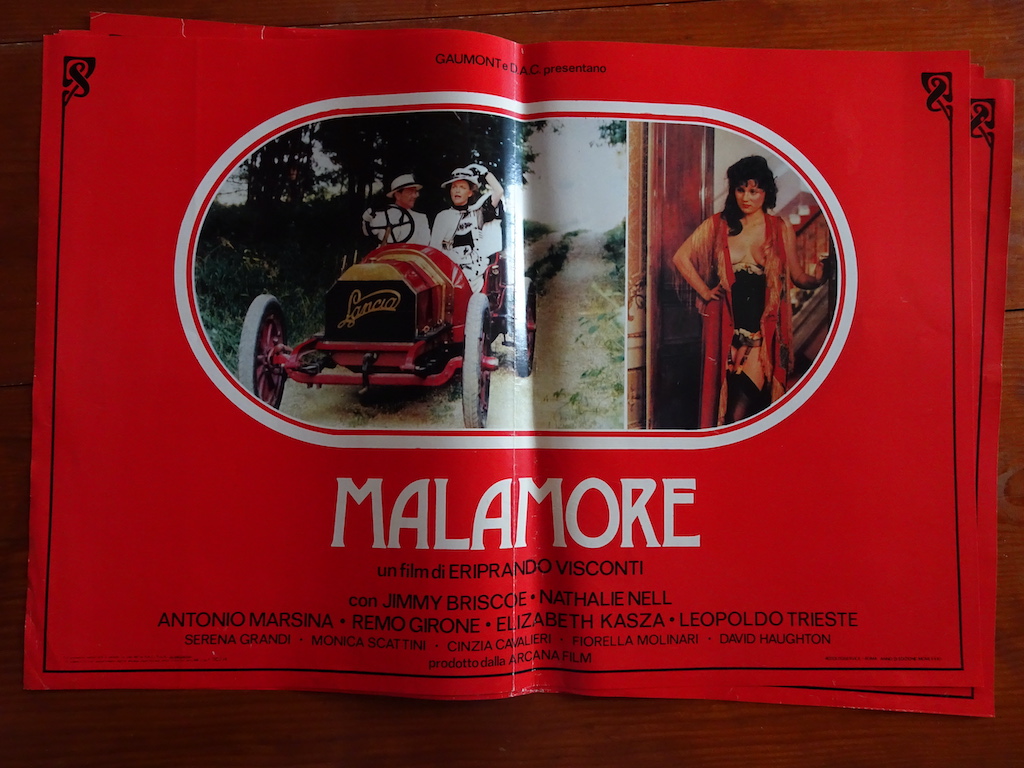 GAUMONT e D.A.C. presentano
Lancia
MALAMORE
un film di ERIPRANDO VISCONTI
con JIMMY BRISCOE • NATHALIE NELL
ANTONIO MARSINA • REMO GIRONE • ELIZABETH KASZA • LEOPOLDO TRIESTE
SERENA GRANDI • MONICA SCATTINI • CINZIA CAVALIERI • FIORELLA MOLINARI • DAVID HAUGHTON
prodotto dalla ARCANA FILM